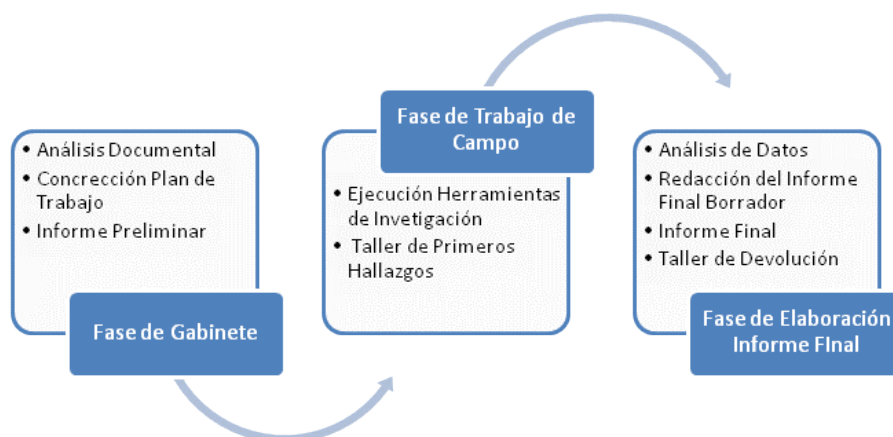 • Análisis Documental
• Concrección Plan de
Trabajo
• Informe Preliminar
Fase de Gabinete
Fase de Trabajo de
Campo
• Ejecución Herramientas
de Invetigación
• Taller de Primeros
Hallazgos
• Análisis de Datos
• Redacción del Informe
Final Borrador
• Informe Final
• Taller de Devolución
Fase de Elaboración
Informe FInal